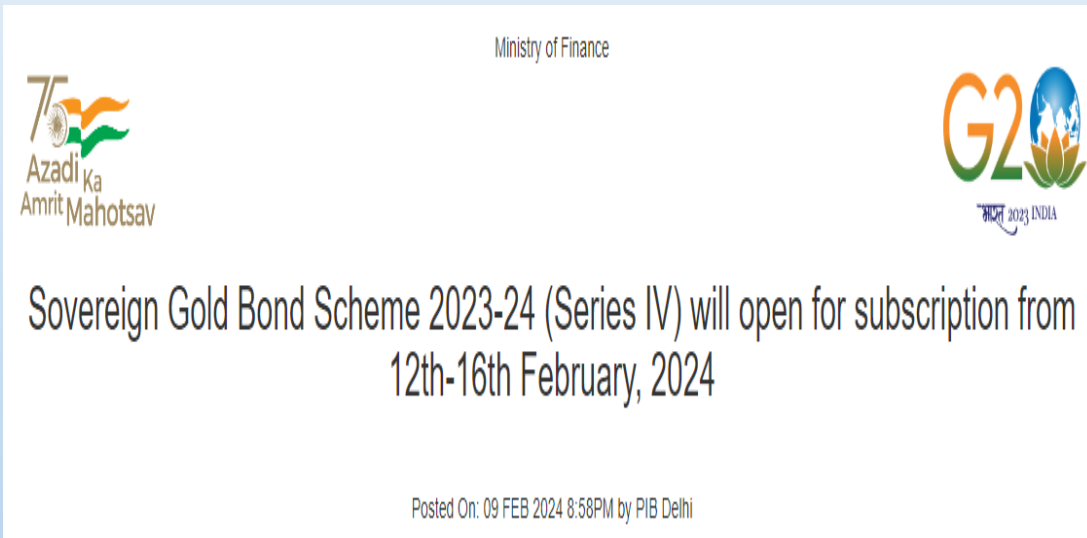 Ministry of Finance
75
Azadi Ka
Amrit Mahotsav
G20
भारत 2023 INDIA
Sovereign Gold Bond Scheme 2023-24 (Series IV) will open for subscription from
12th-16th February, 2024
Posted On: 09 FEB 2024 8:58PM by PIB Delhi